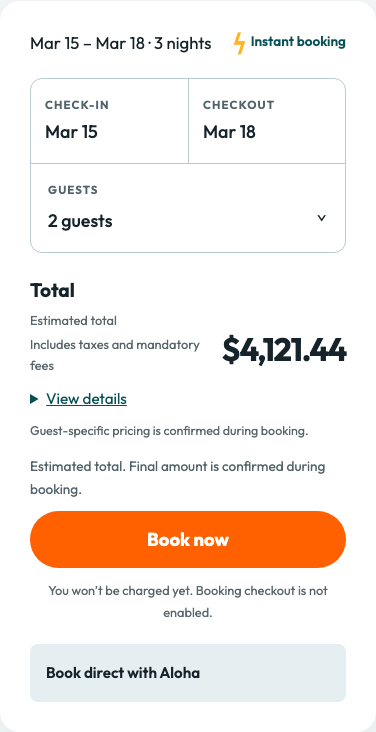 Mar 15 – Mar 18 · 3 nights
Instant booking
CHECK-IN
Mar 15
CHECKOUT
Mar 18
GUESTS
2 guests
Total
Estimated total
Includes taxes and mandatory
fees
$4,121.44
View details
Guest-specific pricing is confirmed during booking.
Estimated total. Final amount is confirmed during
booking.
Book now
You won’t be charged yet. Booking checkout is not
enabled.
Book direct with Aloha